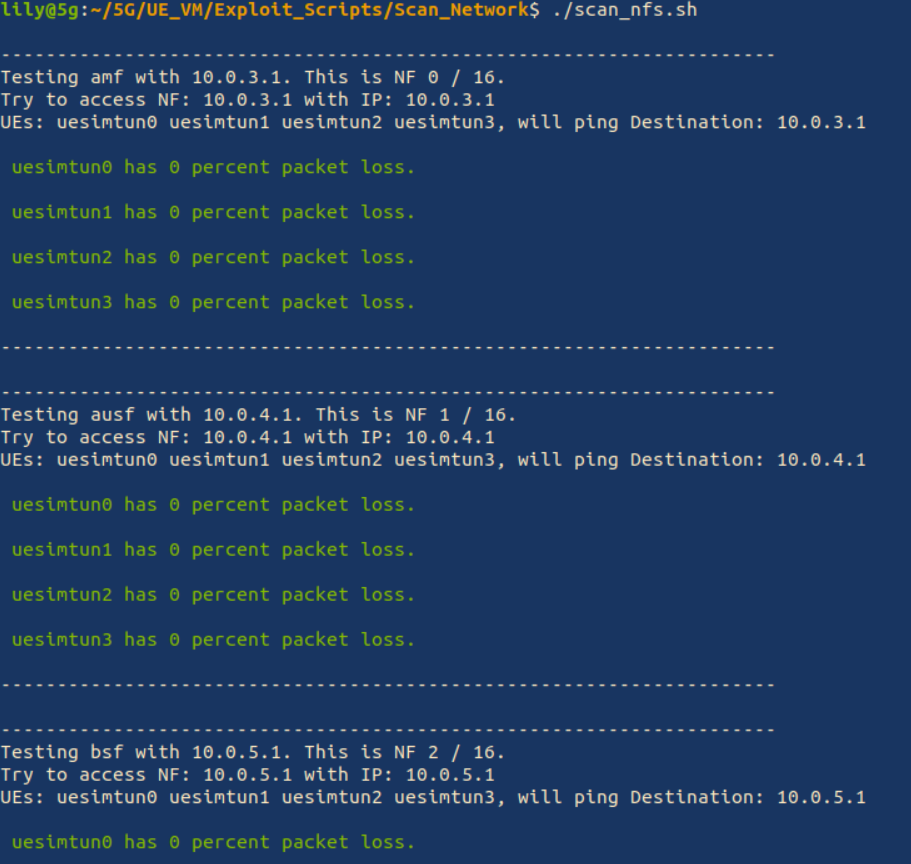 lily@5g:~/5G/UE_VM/Exploit_Scripts/Scan_Network$ ./scan_nfs.sh
---------------------------------------------------------------------
Testing amf with 10.0.3.1. This is NF 0 / 16.
Try to access NF: 10.0.3.1 with IP: 10.0.3.1
UEs: uesimtun0 uesimtun1 uesimtun2 uesimtun3, will ping Destination: 10.0.3.1
uesimtun0 has 0 percent packet loss.
uesimtun1 has 0 percent packet loss.
uesimtun2 has 0 percent packet loss.
uesimtun3 has 0 percent packet loss.
---------------------------------------------------------------------
---------------------------------------------------------------------
Testing ausf with 10.0.4.1. This is NF 1 / 16.
Try to access NF: 10.0.4.1 with IP: 10.0.4.1
UEs: uesimtun0 uesimtun1 uesimtun2 uesimtun3, will ping Destination: 10.0.4.1
uesimtun0 has 0 percent packet loss.
uesimtun1 has 0 percent packet loss.
uesimtun2 has 0 percent packet loss.
uesimtun3 has 0 percent packet loss.
---------------------------------------------------------------------
---------------------------------------------------------------------
Testing bsf with 10.0.5.1. This is NF 2 / 16.
Try to access NF: 10.0.5.1 with IP: 10.0.5.1
UEs: uesimtun0 uesimtun1 uesimtun2 uesimtun3, will ping Destination: 10.0.5.1
uesimtun0 has 0 percent packet loss.